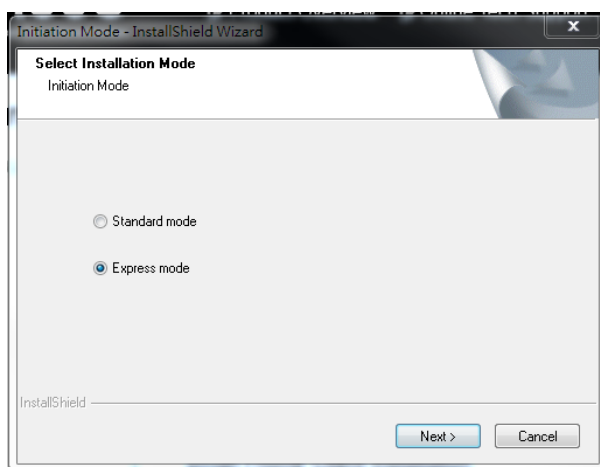 Initiation Mode - InstallShield Wizard
Select Installation Mode
Initiation Mode
Standard mode
Express mode
InstallShield
Next >
Cancel